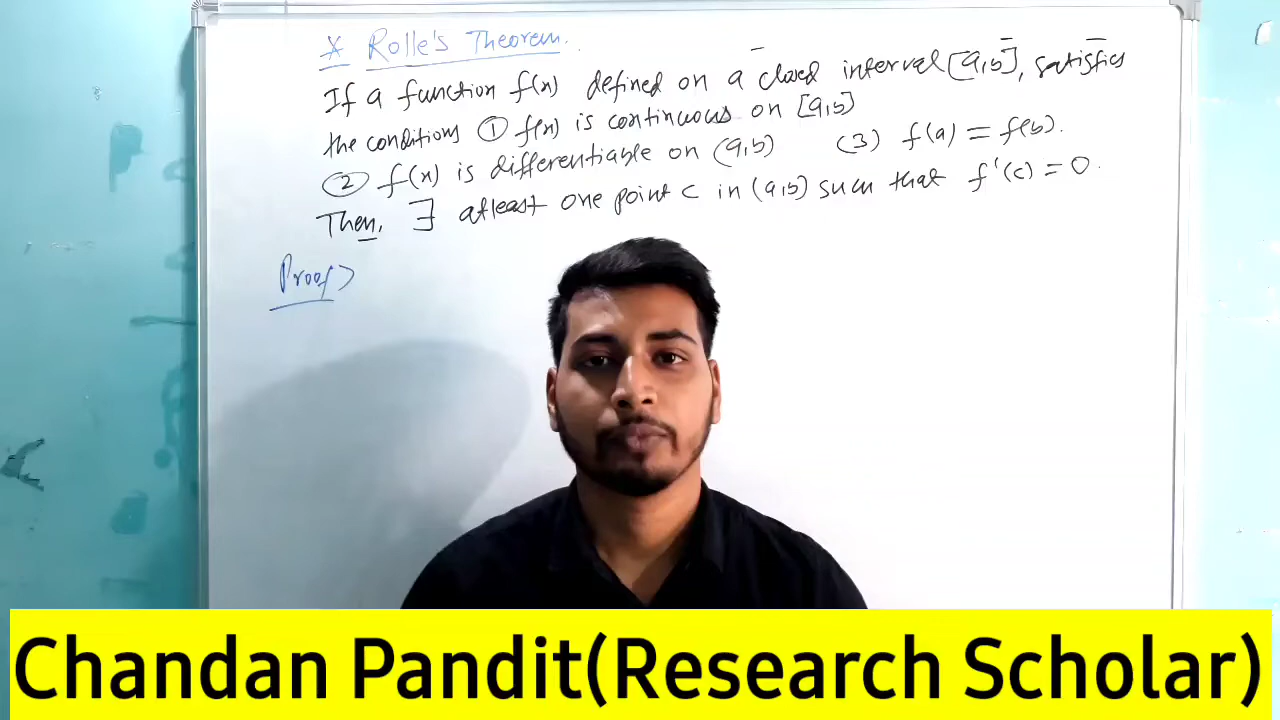 * Rolle's Theorem.
If a function f(x) defined on a closed interval [a,b], satisfies
the conditions ① f(x) is continuous on [a,b]
② f(x) is differentiable on (a,b) (3) f(a) = f(b).
Then, ∃ atleast one point c in (a,b) such that f'(c) = 0.
Proof>
Chandan Pandit(Research Scholar)